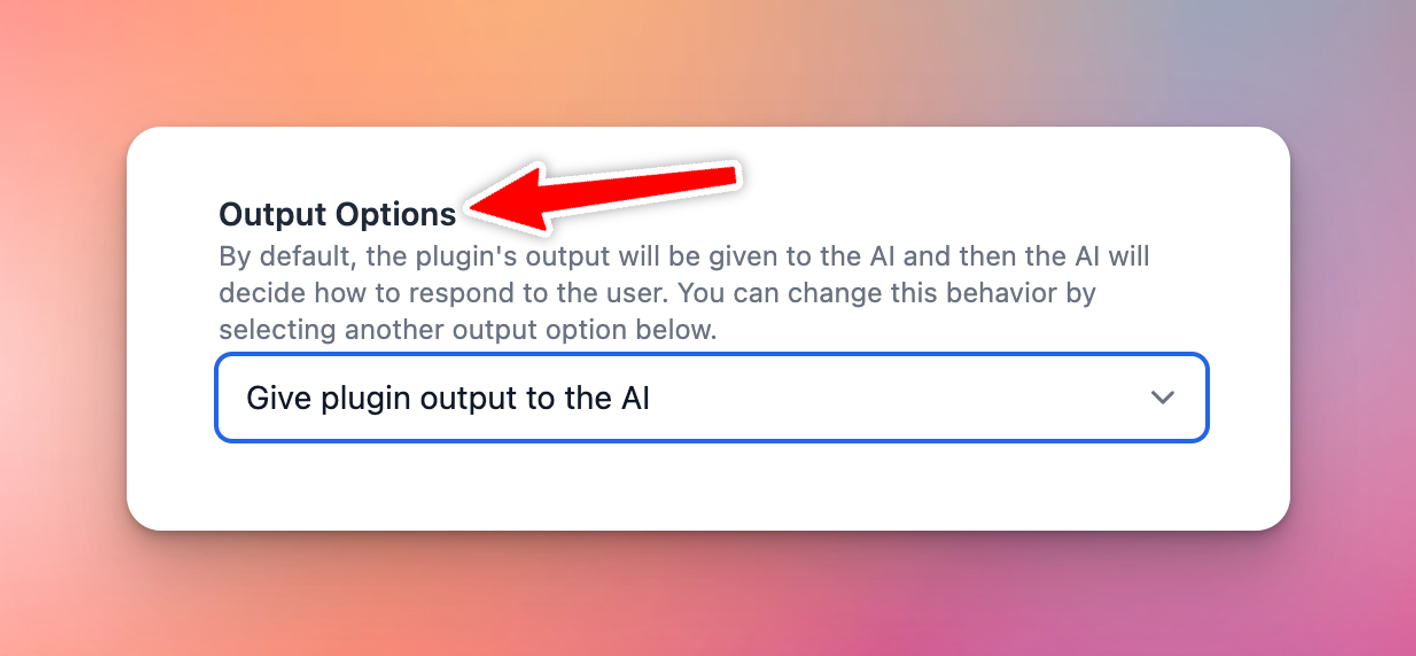 Output Options
By default, the plugin's output will be given to the AI and then the AI will
decide how to respond to the user. You can change this behavior by
selecting another output option below.
Give plugin output to the AI